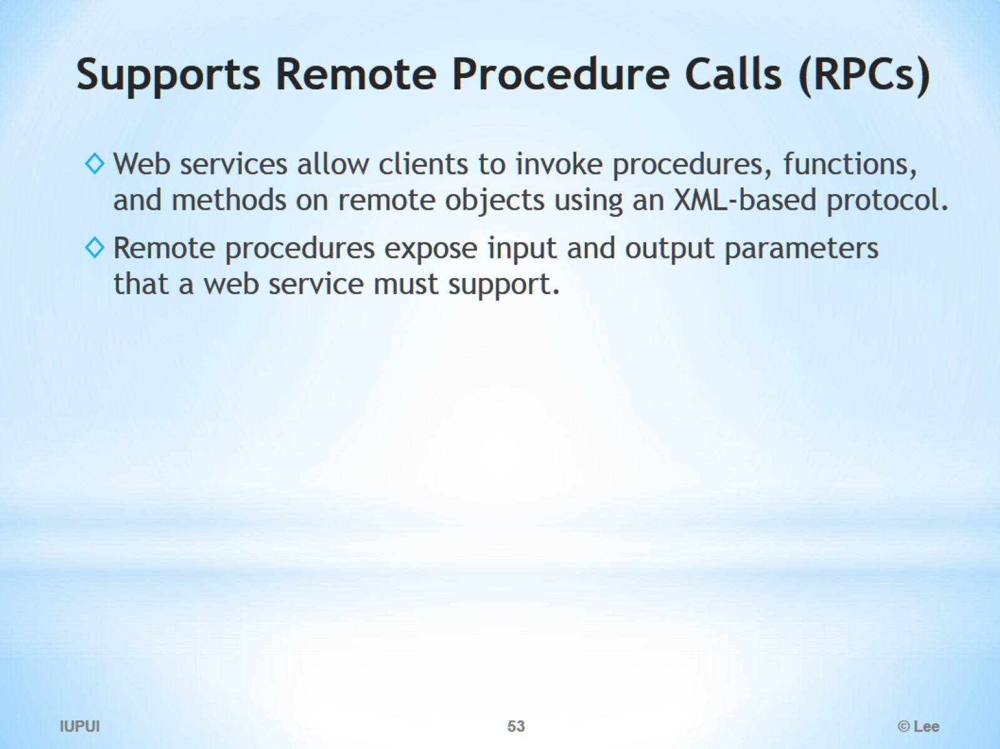 Supports Remote Procedure Calls (RPCs)
◇ Web services allow clients to invoke procedures, functions,
and methods on remote objects using an XML-based protocol.
◇ Remote procedures expose input and output parameters
that a web service must support.
IUPUI 53 © Lee